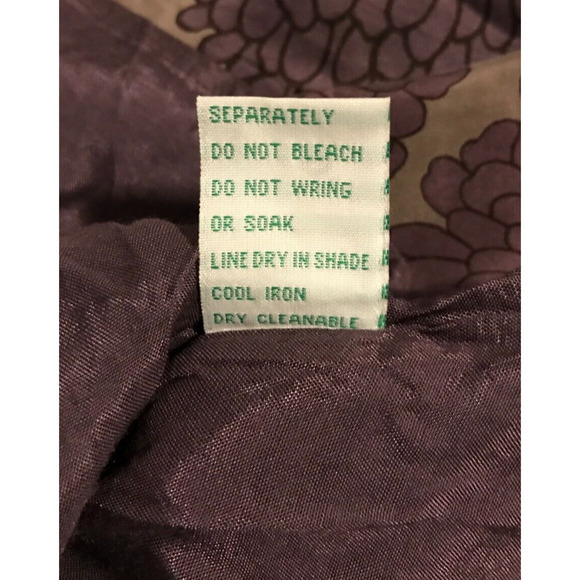 SEPARATELY
DO NOT BLEACH
DO NOT WRING
OR SOAK
LINE DRY IN SHADE
COOL IRON
DRY CLEANABLE